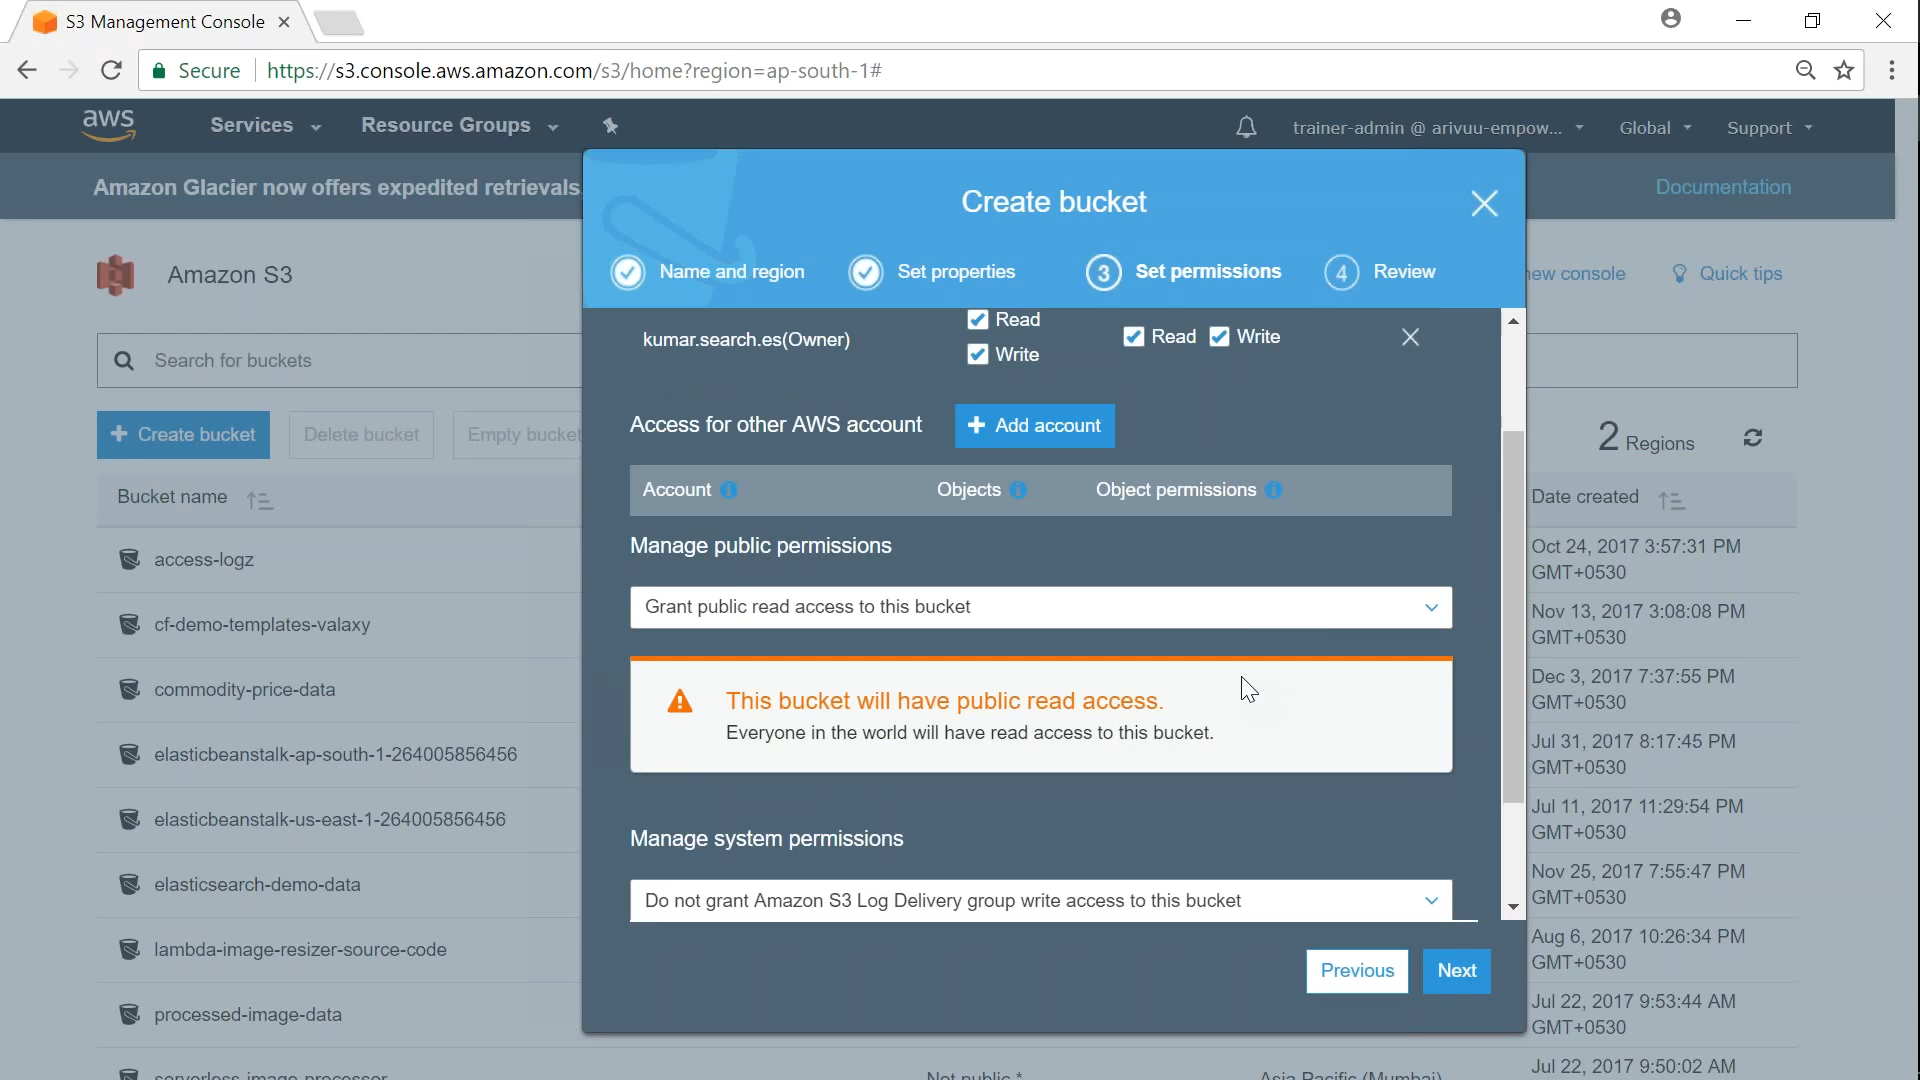 S3 Management Console
Secure
https://s3.console.aws.amazon.com/s3/home?region=ap-south-1#
aws
Services
Resource Groups
trainer-admin @ arivuu-empow...
Global
Support
Amazon Glacier now offers expedited retrievals
Documentation
Create bucket
Name and region
Set properties
3 Set permissions
4 Review
Amazon S3
new console
Quick tips
Search for buckets
Create bucket
Delete bucket
Empty bucket
2 Regions
Bucket name
Date created
access-logz
Oct 24, 2017 3:57:31 PM
GMT+0530
cf-demo-templates-valaxy
Nov 13, 2017 3:08:08 PM
GMT+0530
commodity-price-data
Dec 3, 2017 7:37:55 PM
GMT+0530
elasticbeanstalk-ap-south-1-264005856456
Jul 31, 2017 8:17:45 PM
GMT+0530
elasticbeanstalk-us-east-1-264005856456
Jul 11, 2017 11:29:54 PM
GMT+0530
elasticsearch-demo-data
Nov 25, 2017 7:55:47 PM
GMT+0530
lambda-image-resizer-source-code
Aug 6, 2017 10:26:34 PM
GMT+0530
processed-image-data
Jul 22, 2017 9:53:44 AM
GMT+0530
serverless-image-processor
Not public *
Asia Pacific (Mumbai)
Jul 22, 2017 9:50:02 AM
kumar.search.es(Owner)
Read
Write
Read
Write
Access for other AWS account
Add account
Account
Objects
Object permissions
Manage public permissions
Grant public read access to this bucket
This bucket will have public read access.
Everyone in the world will have read access to this bucket.
Manage system permissions
Do not grant Amazon S3 Log Delivery group write access to this bucket
Previous
Next